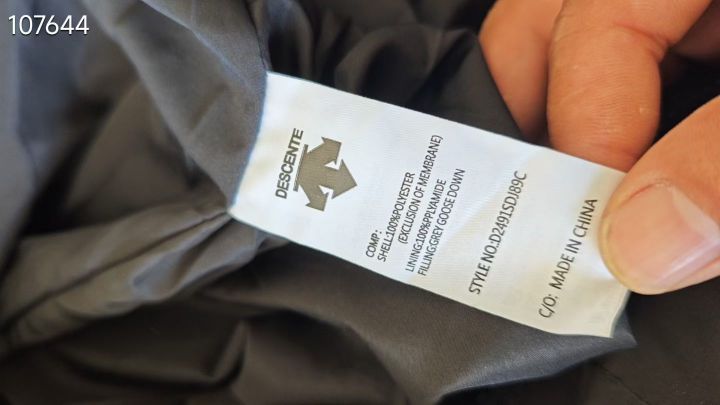 107644
DESCENTE
COMP:
SHELL:100%POLYESTER
(EXCLUSION OF MEMBRANE)
LINING:100%PPLYAMIDE
FILLING:GREY GOOSE DOWN
STYLE NO:D2491SDJ89C
C/O: MADE IN CHINA